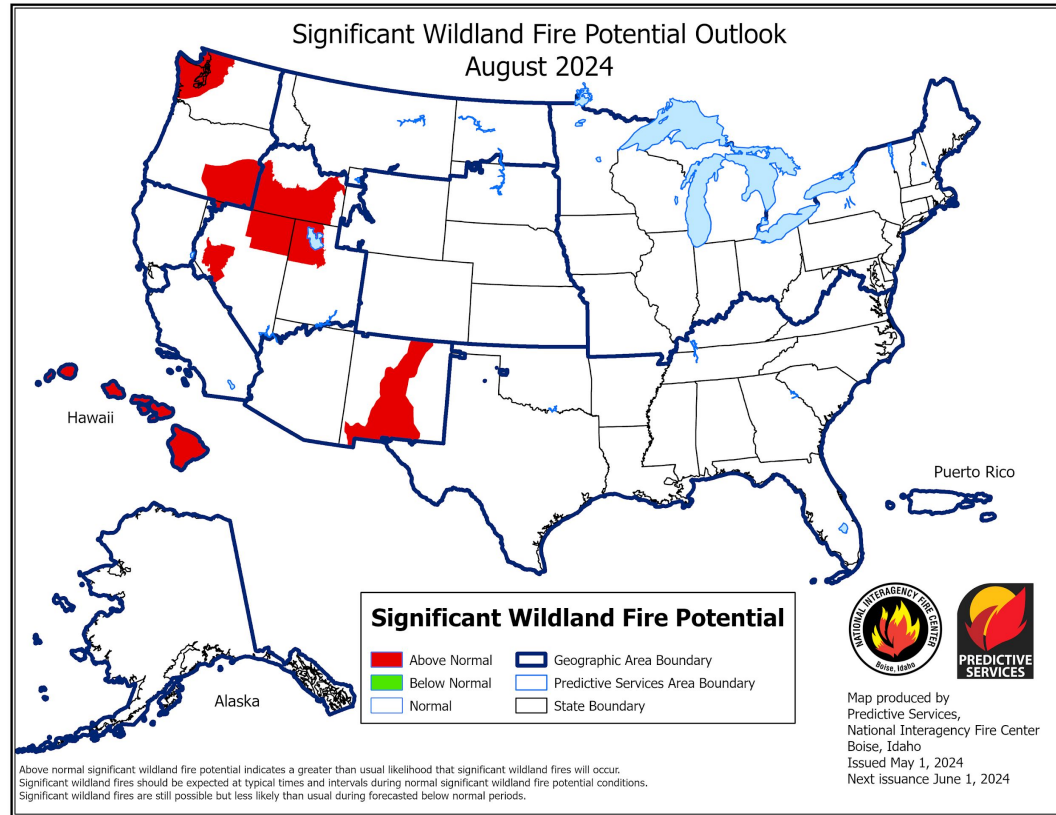 Significant Wildland Fire Potential Outlook
August 2024
Hawaii
Puerto Rico
Alaska
Significant Wildland Fire Potential
Above Normal
Below Normal
Normal
Geographic Area Boundary
Predictive Services Area Boundary
State Boundary
NATIONAL INTERAGENCY FIRE CENTER
Boise, Idaho
PREDICTIVE
SERVICES
Map produced by
Predictive Services,
National Interagency Fire Center
Boise, Idaho
Issued May 1, 2024
Next issuance June 1, 2024
Above normal significant wildland fire potential indicates a greater than usual likelihood that significant wildland fires will occur.
Significant wildland fires should be expected at typical times and intervals during normal significant wildland fire potential conditions.
Significant wildland fires are still possible but less likely than usual during forecasted below normal periods.